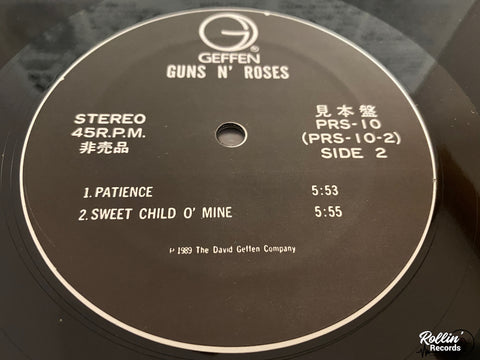 GEFFEN®
GUNS N' ROSES
STEREO
45R.P.M.
非売品
見本盤
PRS-10
(PRS-10-2)
SIDE 2
1. PATIENCE 5:53
2. SWEET CHILD O' MINE 5:55
℗ 1989 The David Geffen Company
Rollin'
Records